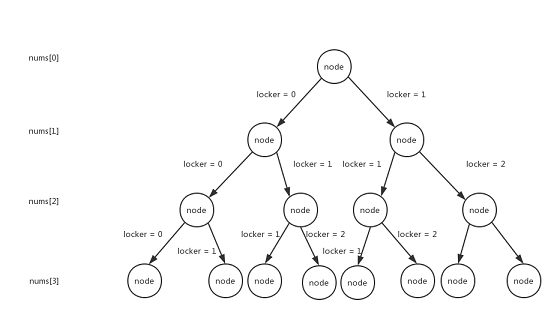 nums[0]
node
locker = 0
locker = 1
nums[1]
node
node
locker = 0
locker = 1
locker = 1
locker = 2
nums[2]
node
node
node
node
locker = 0
locker = 1
locker = 1
locker = 2
locker = 1
locker = 2
nums[3]
node
node
node
node
node
node
node
node